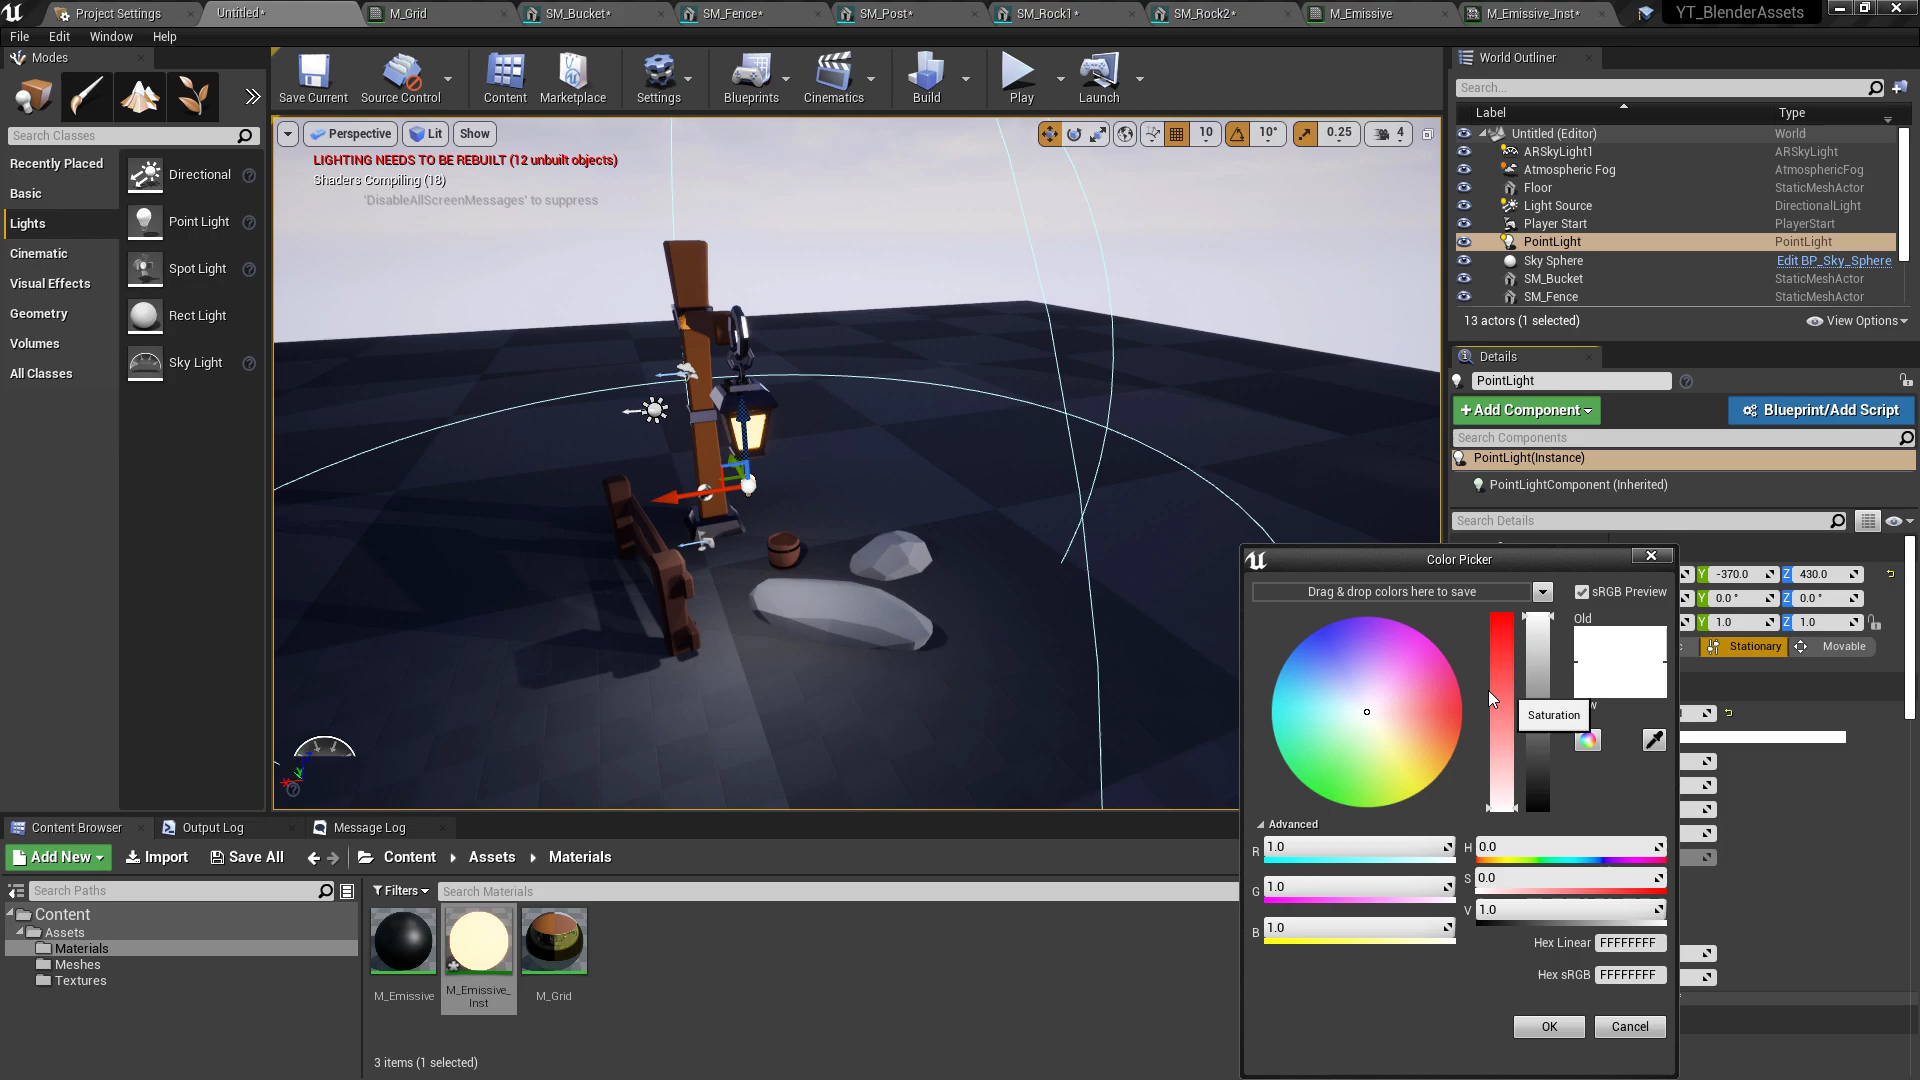 Project Settings
Untitled*
M_Grid
SM_Bucket*
SM_Fence*
SM_Post*
SM_Rock1*
SM_Rock2*
M_Emissive
M_Emissive_Inst*
YT_BlenderAssets
File
Edit
Window
Help
Modes
Search Classes
Recently Placed
Basic
Lights
Cinematic
Visual Effects
Geometry
Volumes
All Classes
Directional
Point Light
Spot Light
Rect Light
Sky Light
Save Current
Source Control
Content
Marketplace
Settings
Blueprints
Cinematics
Build
Play
Launch
Perspective
Lit
Show
10
10°
0.25
4
LIGHTING NEEDS TO BE REBUILT (12 unbuilt objects)
Shaders Compiling (18)
'DisableAllScreenMessages' to suppress
World Outliner
Search...
Label
Type
Untitled (Editor)
World
ARSkyLight1
ARSkyLight
Atmospheric Fog
AtmosphericFog
Floor
StaticMeshActor
Light Source
DirectionalLight
Player Start
PlayerStart
PointLight
PointLight
Sky Sphere
Edit BP_Sky_Sphere
SM_Bucket
StaticMeshActor
SM_Fence
StaticMeshActor
13 actors (1 selected)
View Options
Details
PointLight
+Add Component
Blueprint/Add Script
Search Components
PointLight(Instance)
PointLightComponent (Inherited)
Search Details
Y -370.0
Z 430.0
Y 0.0 °
Z 0.0 °
Y 1.0
Z 1.0
Stationary
Movable
Color Picker
Drag & drop colors here to save
sRGB Preview
Old
Saturation
Advanced
R 1.0
G 1.0
B 1.0
H 0.0
S 0.0
V 1.0
Hex Linear FFFFFFFF
Hex sRGB FFFFFFFF
OK
Cancel
Content Browser
Output Log
Message Log
Add New
Import
Save All
Content
Assets
Materials
Search Paths
Filters
Search Materials
Content
Assets
Materials
Meshes
Textures
M_Emissive
M_Emissive_
Inst
M_Grid
3 items (1 selected)